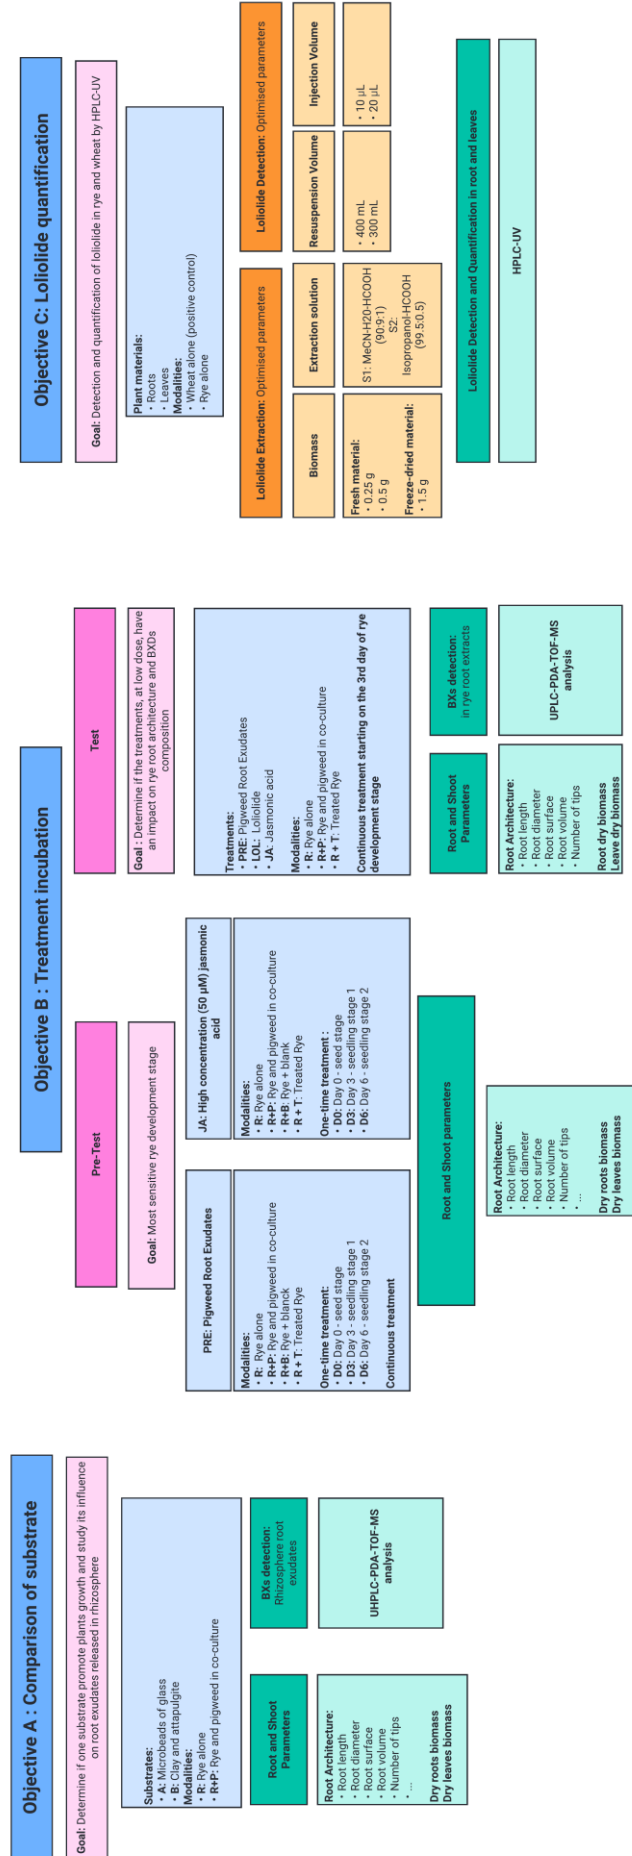 Objective A : Comparison of substrate
Goal: Determine if one substrate promote plants growth and study its influence
on root exudates released in rhizosphere
Substrates:
• A: Microbeads of glass
• B: Clay and attapulgite
Modalities:
• R: Rye alone
• R+P: Rye and pigweed in co-culture
Root and Shoot
Parameters
Root Architecture:
• Root length
• Root diameter
• Root surface
• Root volume
• Number of tips
• ...
Dry roots biomass
Dry leaves biomass
BXs detection:
Rhizosphere root
exudates
UHPLC-PDA-TOF-MS
analysis
Objective B : Treatment incubation
Pre-Test
Goal: Most sensitive rye development stage
PRE: Pigweed Root Exudates
Modalities:
• R: Rye alone
• R+P: Rye and pigweed in co-culture
• R+B: Rye + blanck
• R + T: Treated Rye
One-time treatment:
• D0: Day 0 - seed stage
• D3: Day 3 - seedling stage 1
• D6: Day 6 - seedling stage 2
Continuous treatment
JA: High concentration (50 µM) jasmonic
acid
Modalities:
• R: Rye alone
• R+P: Rye and pigweed in co-culture
• R+B: Rye + blank
• R + T: Treated Rye
One-time treatment :
• D0: Day 0 - seed stage
• D3: Day 3 - seedling stage 1
• D6: Day 6 - seedling stage 2
Root and Shoot parameters
Root Architecture:
• Root length
• Root diameter
• Root surface
• Root volume
• Number of tips
• ...
Dry roots biomass
Dry leaves biomass
Test
Goal : Determine if the treatments, at low dose, have
an impact on rye root architecture and BXDs
composition
Treatments:
• PRE: Pigweed Root Exudates
• LOL: Loliolide
• JA: Jasmonic acid
Modalities:
• R: Rye alone
• R+P: Rye and pigweed in co-culture
• R + T: Treated Rye
Continuous treatment starting on the 3rd day of rye
development stage
Root and Shoot
Parameters
Root Architecture:
• Root length
• Root diameter
• Root surface
• Root volume
• Number of tips
Root dry biomass
Leave dry biomass
BXs detection:
in rye root extracts
UPLC-PDA-TOF-MS
analysis
Objective C: Loliolide quantification
Goal: Detection and quantification of loliolide in rye and wheat by HPLC-UV
Plant materials:
• Roots
• Leaves
Modalities:
• Wheat alone (positive control)
• Rye alone
Loliolide Extraction: Optimised parameters
Biomass
Fresh material:
• 0.25 g
• 0.5 g
Freeze-dried material:
• 1.5 g
Extraction solution
S1: MeCN-H20-HCOOH
(90:9:1)
S2:
Isopropanol-HCOOH
(99.5:0.5)
Loliolide Detection: Optimised parameters
Resuspension Volume
• 400 mL
• 300 mL
Injection Volume
• 10 µL
• 20 µL
Loliolide Detection and Quantification in root and leaves
HPLC-UV